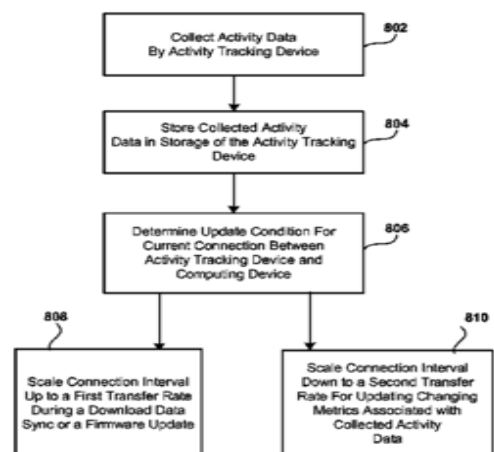 802
Collect Activity Data
By Activity Tracking Device
804
Store Collected Activity
Data in Storage of the Activity Tracking
Device
806
Determine Update Condition For
Current Connection Between
Activity Tracking Device and
Computing Device
808
Scale Connection Interval
Up to a First Transfer Rate
During a Download Data
Sync or a Firmware Update
810
Scale Connection Interval
Down to a Second Transfer
Rate For Updating Changing
Metrics Associated with
Collected Activity
Data